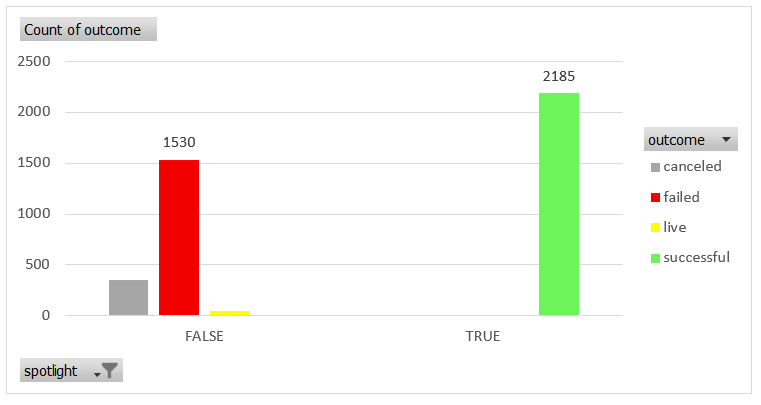 Count of outcome
2500
2000
1500
1000
500
0
1530
2185
FALSE
TRUE
outcome
canceled
failed
live
successful
spotlight